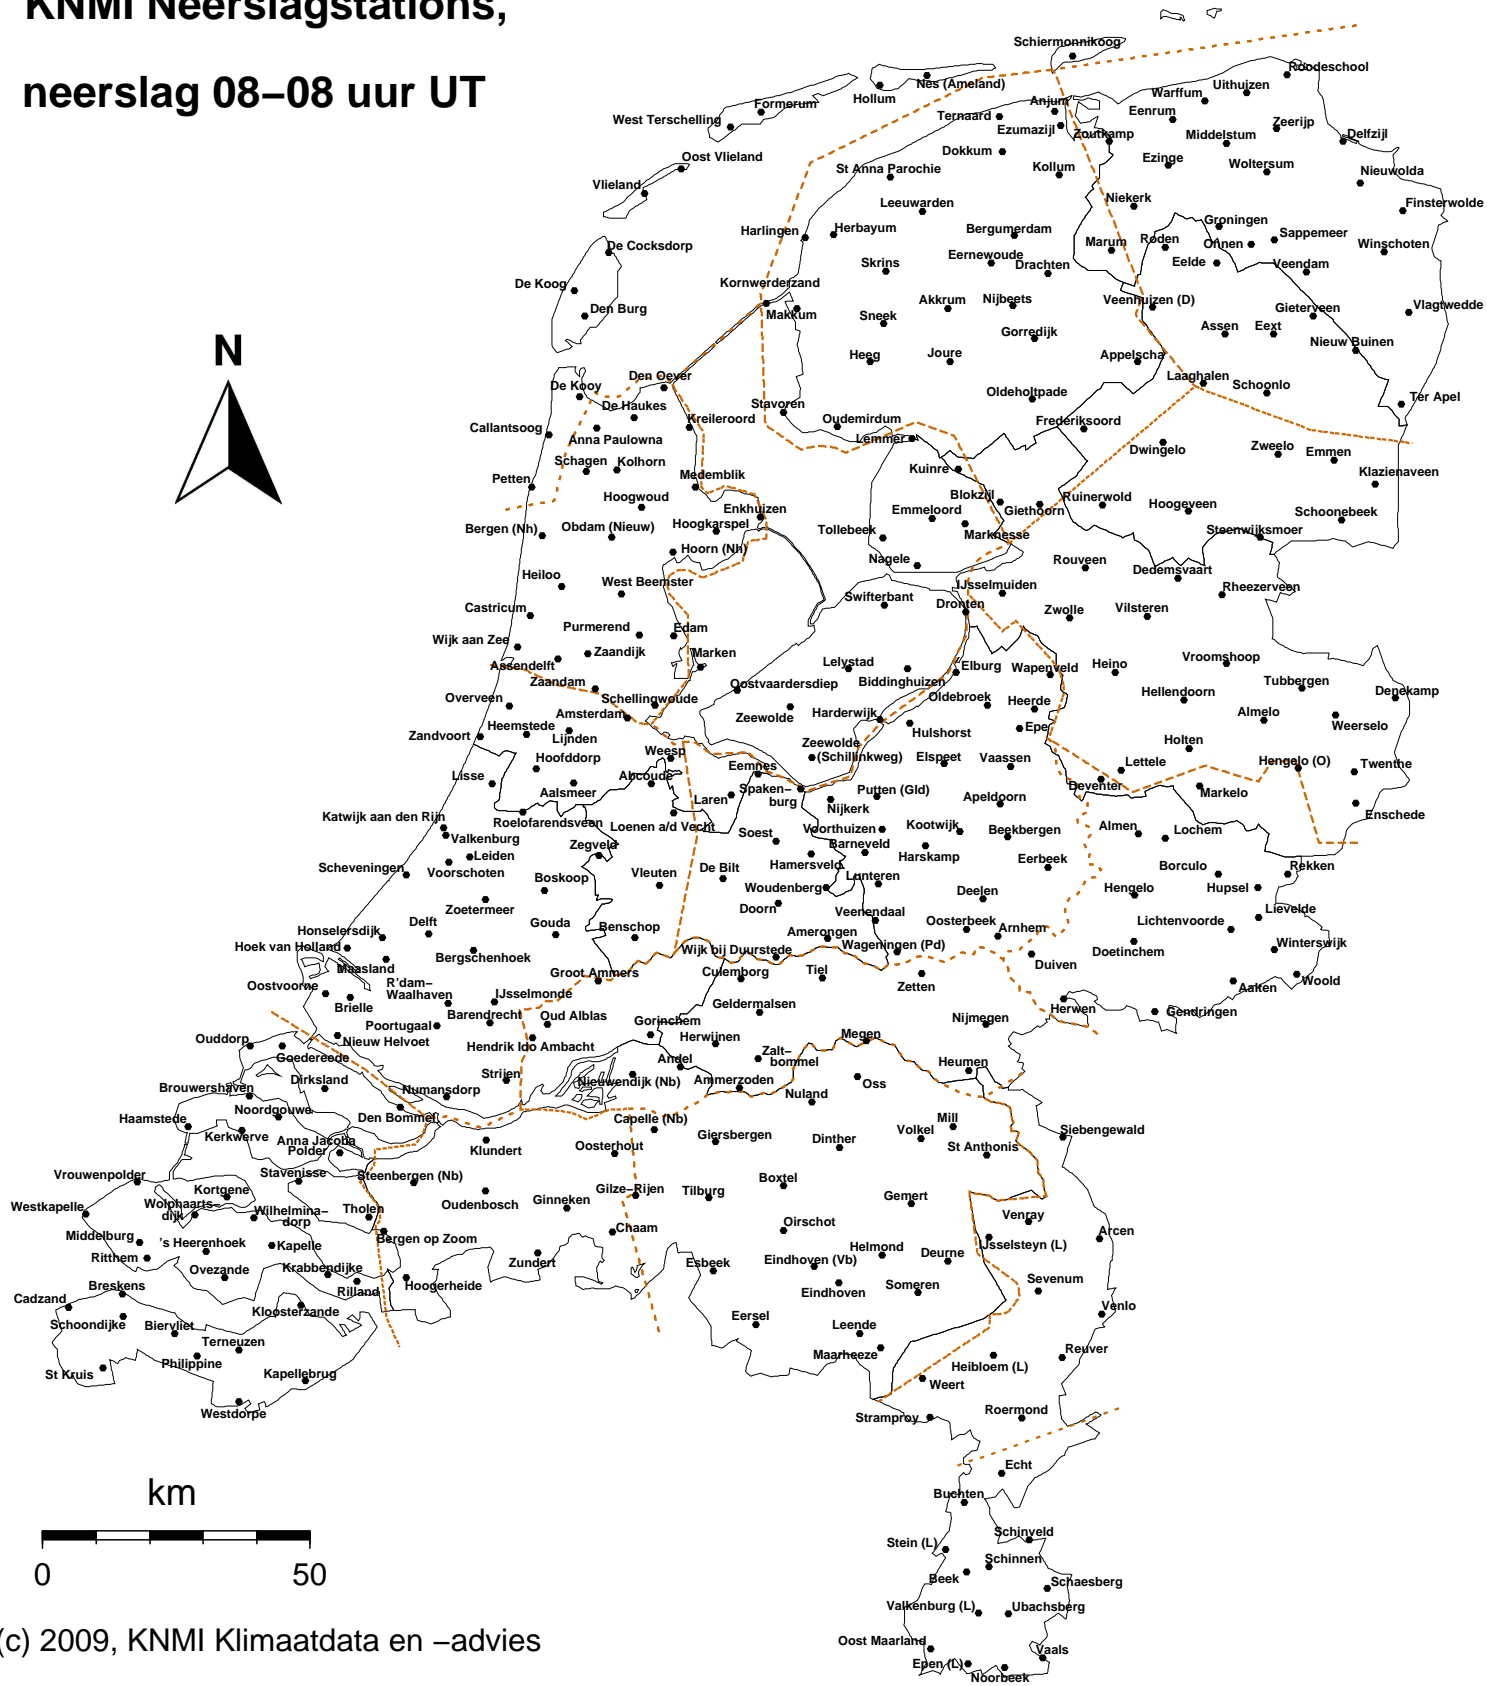 KNMI Neerslagstations,
neerslag 08–08 uur UT
N
Schiermonnikoog
Roodeschool
Nes (Ameland)
Hollum
Uithuizen
Warffum
Formerum
Anjum
Eenrum
Ternaard
West Terschelling
Ezumazijl
Zoutkamp
Zeerijp
Middelstum
Delfzijl
Dokkum
Oost Vlieland
Ezinge
Woltersum
St Anna Parochie
Kollum
Nieuwolda
Vlieland
Leeuwarden
Niekerk
Finsterwolde
Groningen
Harlingen
Herbayum
Bergumerdam
Sappemeer
De Cocksdorp
Marum
Roden
Onnen
Winschoten
Eernewoude
Skrins
Drachten
Eelde
Veendam
De Koog
Kornwerderzand
Akkrum
Nijbeets
Veenhuizen (D)
Vlagtwedde
Den Burg
Makkum
Sneek
Gieterveen
Gorredijk
Assen
Eext
Nieuw Buinen
Heeg
Joure
Appelscha
Den Oever
Laaghalen
De Kooy
Schoonlo
Oldeholtpade
Ter Apel
De Haukes
Stavoren
Kreileroord
Oudemirdum
Frederiksoord
Callantsoog
Anna Paulowna
Lemmer
Dwingelo
Zweelo
Emmen
Schagen
Kolhorn
Kuinre
Klazienaveen
Petten
Medemblik
Hoogwoud
Blokzijl
Ruinerwold
Enkhuizen
Emmeloord
Giethoorn
Hoogeveen
Schoonebeek
Bergen (Nh)
Obdam (Nieuw)
Hoogkarspel
Tollebeek
Marknesse
Steenwijksmoer
Hoorn (Nh)
Nagele
Rouveen
Dedemsvaart
Heiloo
West Beemster
IJsselmuiden
Rheezerveen
Swifterbant
Dronten
Castricum
Zwolle
Vilsteren
Purmerend
Edam
Wijk aan Zee
Zaandijk
Marken
Vroomshoop
Assendelft
Lelystad
Elburg
Wapenveld
Heino
Zaandam
Oostvaardersdiep
Biddinghuizen
Tubbergen
Overveen
Schellingwoude
Oldebroek
Heerde
Hellendoorn
Denekamp
Amsterdam
Zeewolde
Harderwijk
Almelo
Heemstede
Hulshorst
Epe
Weerselo
Zandvoort
Lijnden
Zeewolde
(Schillinkweg)
Holten
Weesp
Hoofddorp
Eemnes
Elspeet
Vaassen
Lettele
Hengelo (O)
Twenthe
Lisse
Abcoude
Spaken–
burg
Putten (Gld)
Deventer
Aalsmeer
Laren
Apeldoorn
Markelo
Nijkerk
Enschede
Katwijk aan den Rijn
Roelofarendsveen
Loenen a/d Vecht
Voorthuizen
Kootwijk
Beekbergen
Almen
Lochem
Valkenburg
Zegveld
Soest
Barneveld
Leiden
Harskamp
Eerbeek
Scheveningen
Voorschoten
Boskoop
Vleuten
De Bilt
Hamersveld
Borculo
Rekken
Lunteren
Woudenberg
Deelen
Hengelo
Hupsel
Zoetermeer
Doorn
Veenendaal
Lievelde
Delft
Gouda
Benschop
Oosterbeek
Arnhem
Lichtenvoorde
Honselersdijk
Amerongen
Hoek van Holland
Wijk bij Duurstede
Wageningen (Pd)
Doetinchem
Winterswijk
Bergschenhoek
Maasland
Groot Ammers
Culemborg
Tiel
Duiven
Oostvoorne
R'dam–
Waalhaven
Zetten
Woold
Aalten
IJsselmonde
Brielle
Geldermalsen
Herwen
Gendringen
Barendrecht
Oud Alblas
Poortugaal
Gorinchem
Nijmegen
Ouddorp
Nieuw Helvoet
Hendrik Ido Ambacht
Herwijnen
Megen
Goedereede
Andel
Zalt–
bommel
Heumen
Dirksland
Strijen
Nieuwendijk (Nb)
Ammerzoden
Oss
Brouwershaven
Numansdorp
Nuland
Noordgouwe
Haamstede
Den Bommel
Capelle (Nb)
Mill
Kerkwerve
Giersbergen
Dinther
Volkel
Siebengewald
Anna Jacoba
Polder
Klundert
Oosterhout
St Anthonis
Vrouwenpolder
Stavenisse
Steenbergen (Nb)
Boxtel
Kortgene
Gilze–Rijen
Tilburg
Westkapelle
Wolphaarts–
dijk
Wilhelmina–
dorp
Tholen
Oudenbosch
Ginneken
Gemert
Venray
Middelburg
Bergen op Zoom
Chaam
Oirschot
Arcen
's Heerenhoek
Kapelle
Helmond
IJsselsteyn (L)
Ritthem
Zundert
Esbeek
Eindhoven (Vb)
Deurne
Ovezande
Krabbendijke
Hoogerheide
Sevenum
Breskens
Rilland
Eindhoven
Someren
Cadzand
Kloosterzande
Venlo
Schoondijke
Biervliet
Eersel
Leende
Terneuzen
Maarheeze
Reuver
Philippine
Heibloem (L)
St Kruis
Kapellebrug
Weert
Westdorpe
Stramproy
Roermond
Echt
km
Buchten
Schinveld
Stein (L)
Schinnen
0 50
Beek
Schaesberg
Valkenburg (L)
Ubachsberg
(c) 2009, KNMI Klimaatdata en –advies
Oost Maarland
Vaals
Epen (L)
Noorbeek